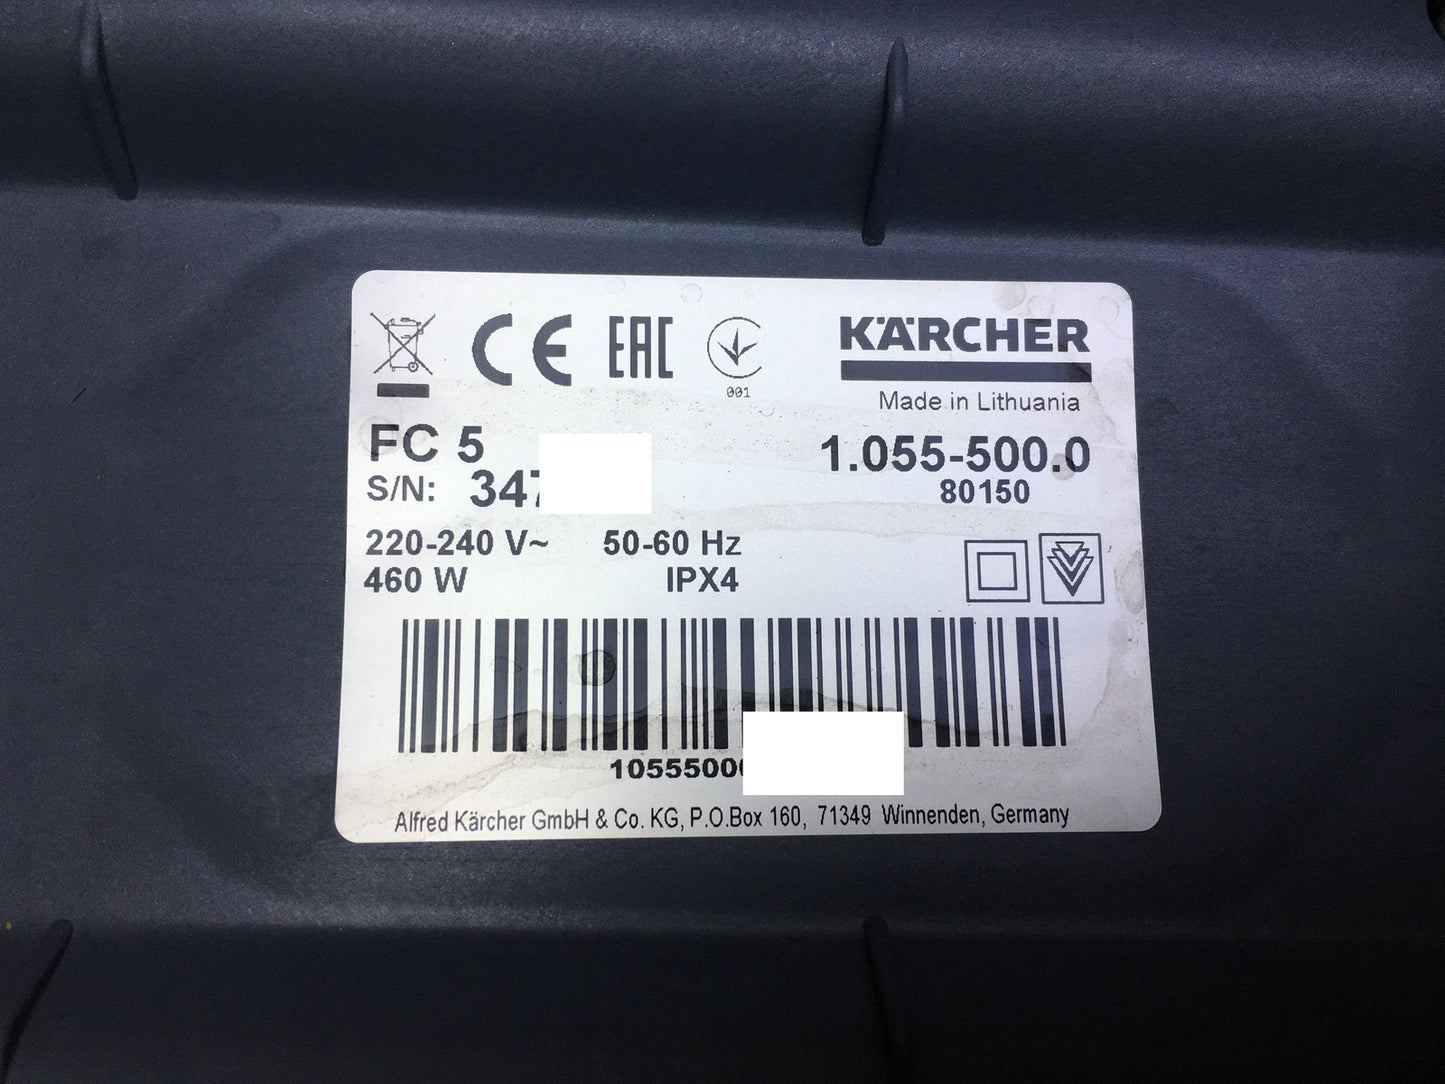 CE EAC 001
KÄRCHER
Made in Lithuania
FC 5 1.055-500.0
S/N: 347 80150
220-240 V~ 50-60 Hz
460 W IPX4
1055500
Alfred Kärcher GmbH & Co. KG, P.O.Box 160, 71349 Winnenden, Germany